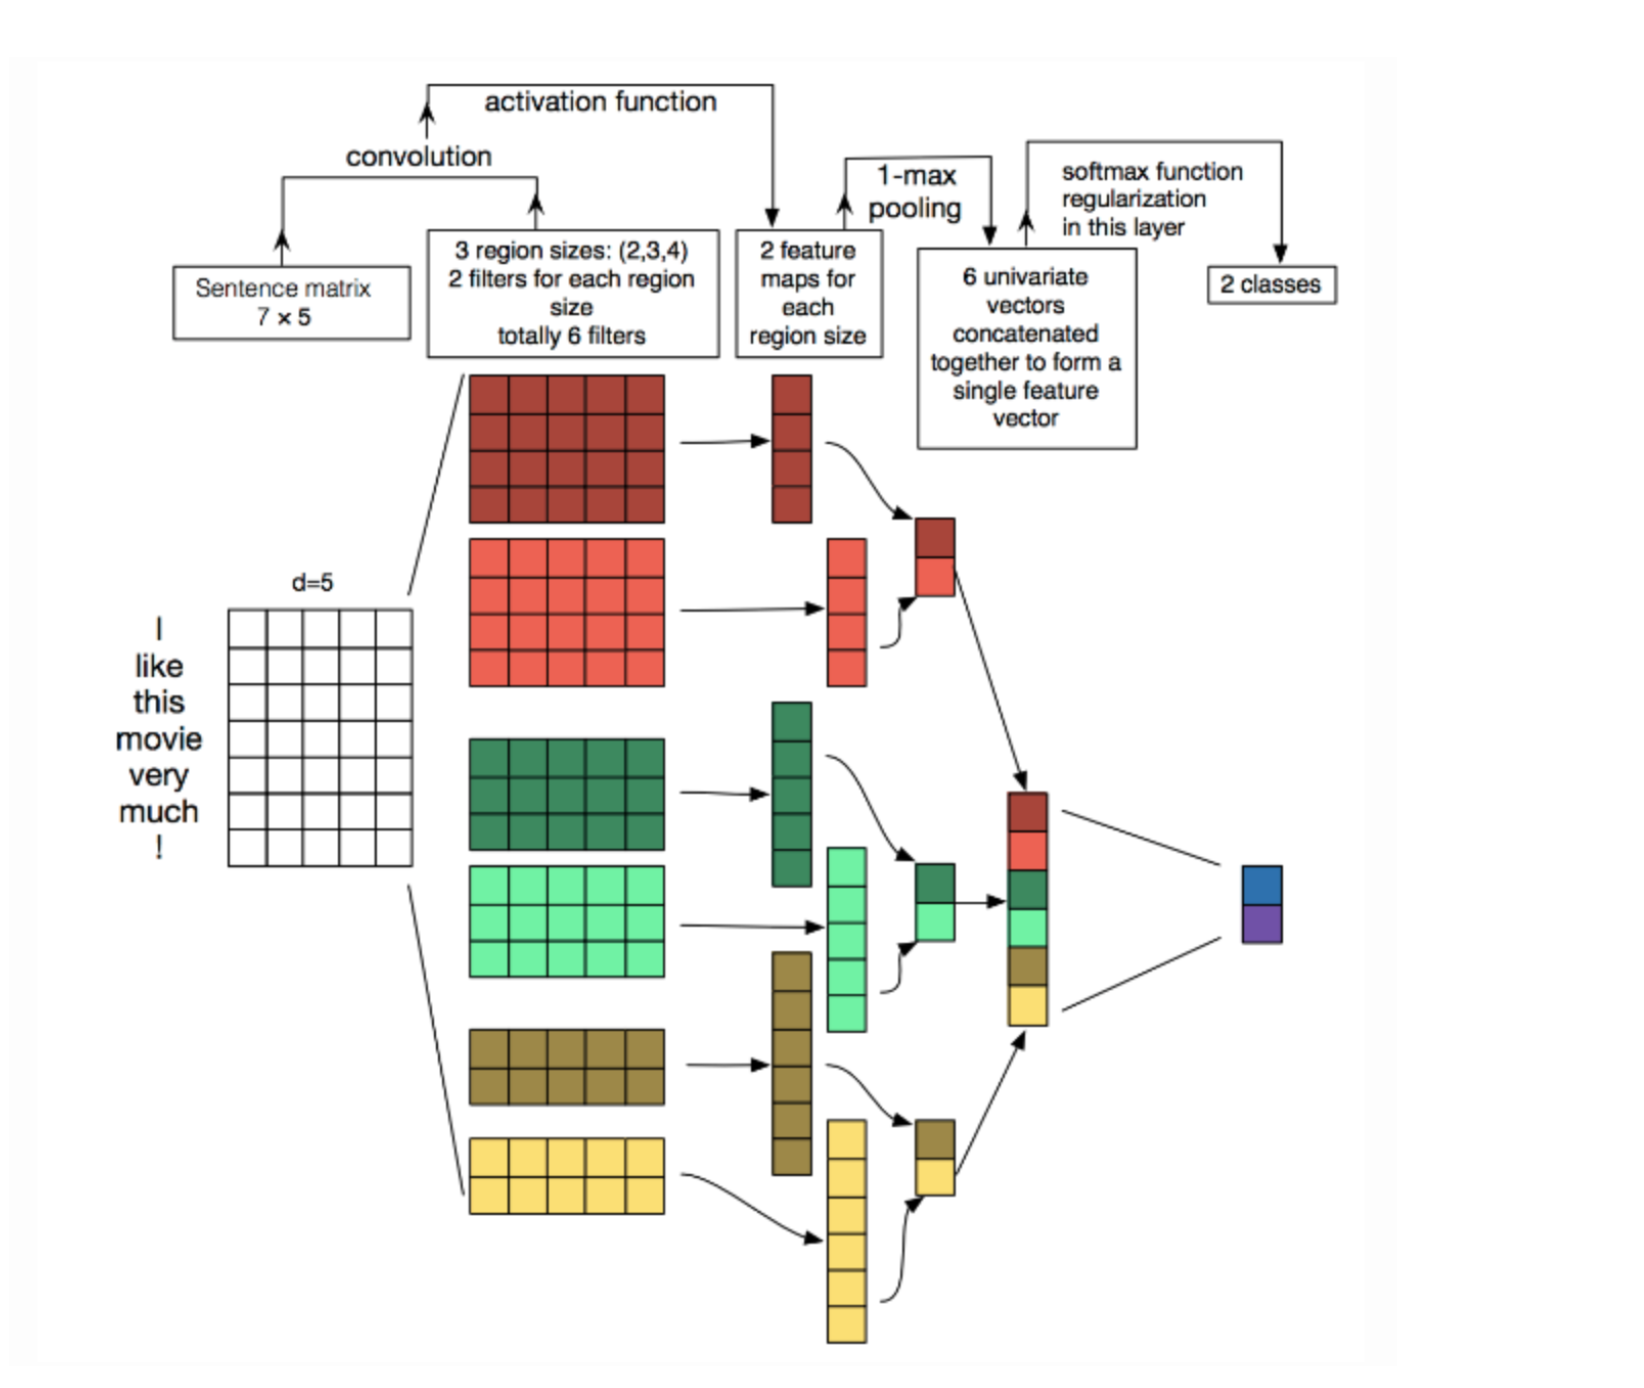 activation function
convolution
1-max
pooling
softmax function
regularization
in this layer
Sentence matrix
7 × 5
3 region sizes: (2,3,4)
2 filters for each region
size
totally 6 filters
2 feature
maps for
each
region size
6 univariate
vectors
concatenated
together to form a
single feature
vector
2 classes
d=5
I
like
this
movie
very
much
!